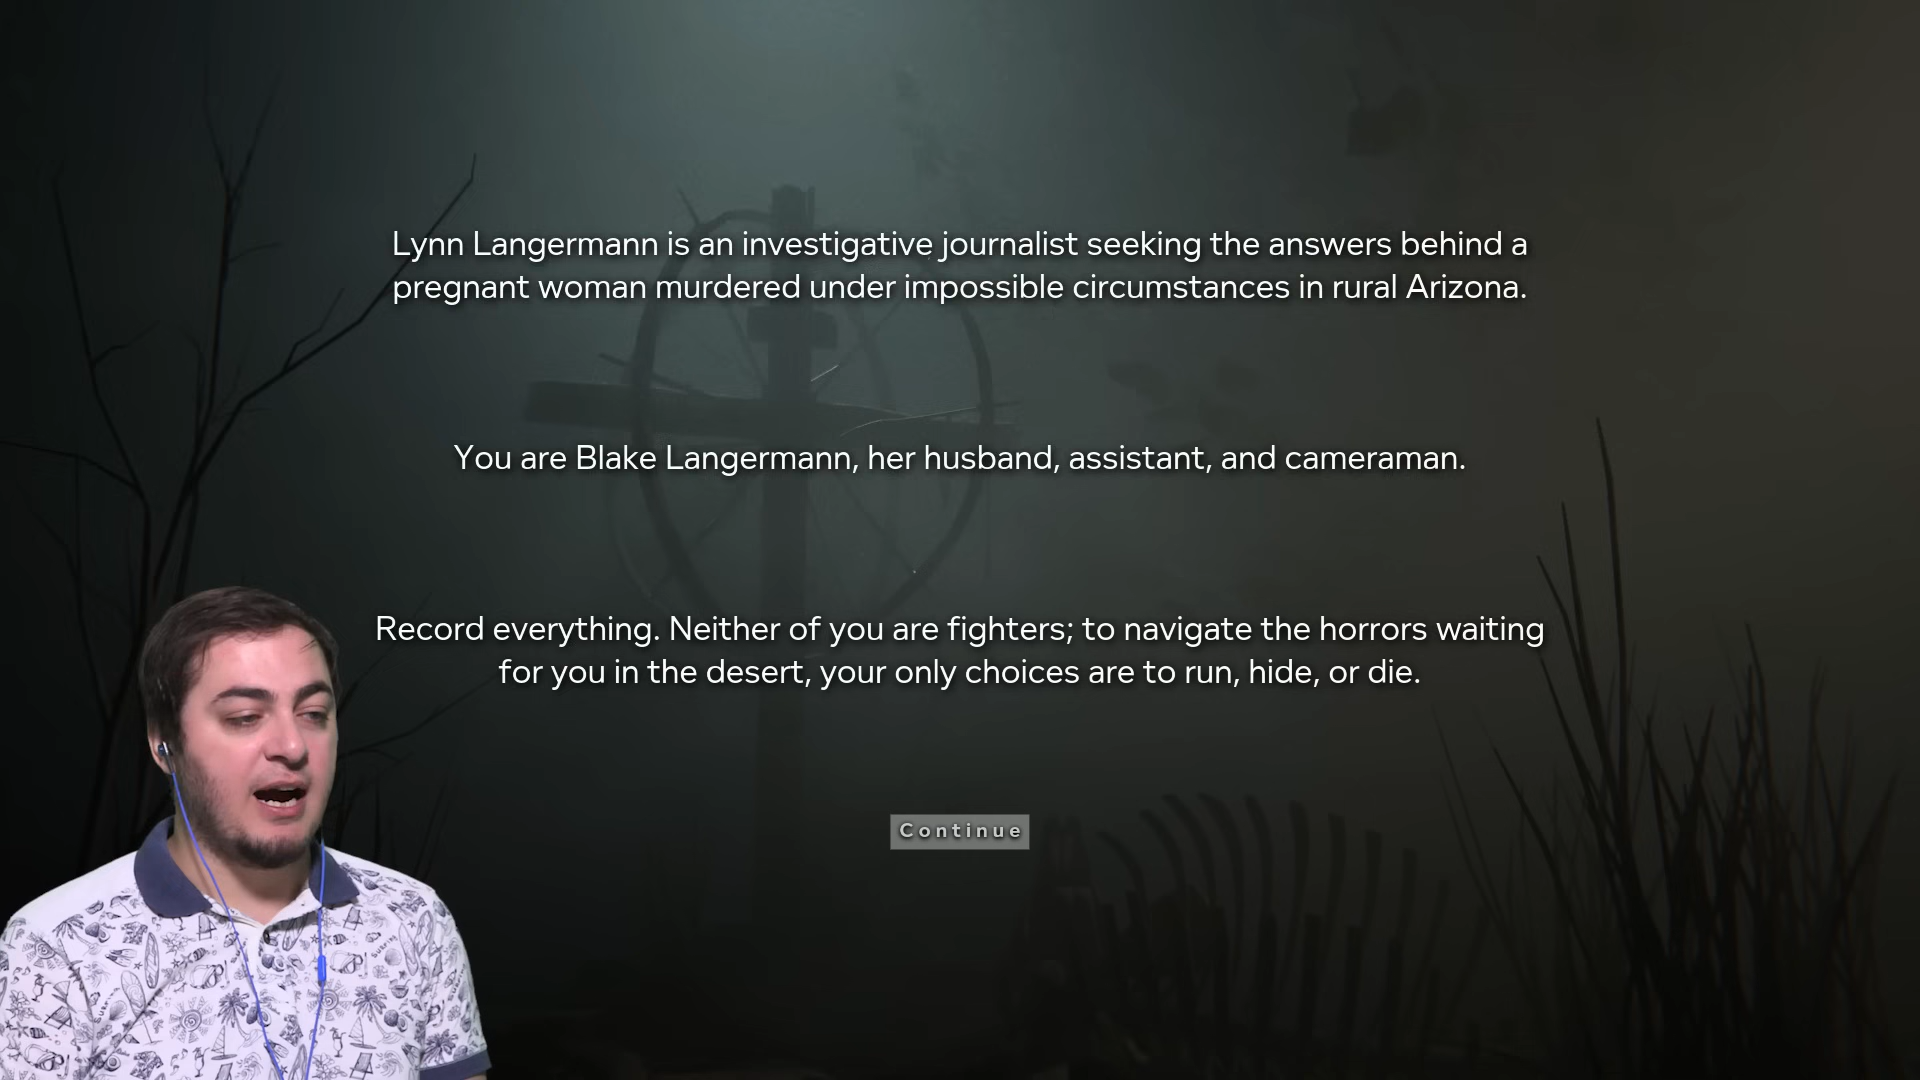 Lynn Langermann is an investigative journalist seeking the answers behind a
pregnant woman murdered under impossible circumstances in rural Arizona.
You are Blake Langermann, her husband, assistant, and cameraman.
Record everything. Neither of you are fighters; to navigate the horrors waiting
for you in the desert, your only choices are to run, hide, or die.
Continue